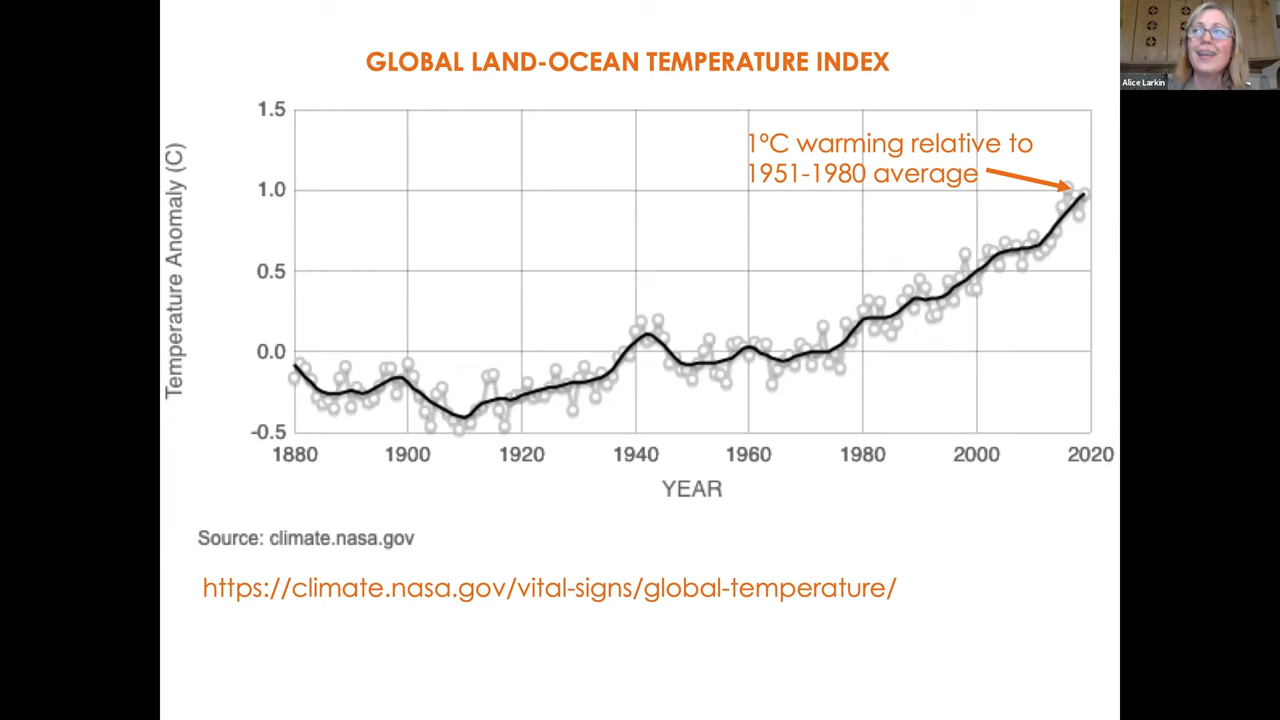 GLOBAL LAND-OCEAN TEMPERATURE INDEX
Alice Larkin
1.5
1.0
0.5
0.0
-0.5
Temperature Anomaly (C)
1ºC warming relative to
1951-1980 average
1880 1900 1920 1940 1960 1980 2000 2020
YEAR
Source: climate.nasa.gov
https://climate.nasa.gov/vital-signs/global-temperature/